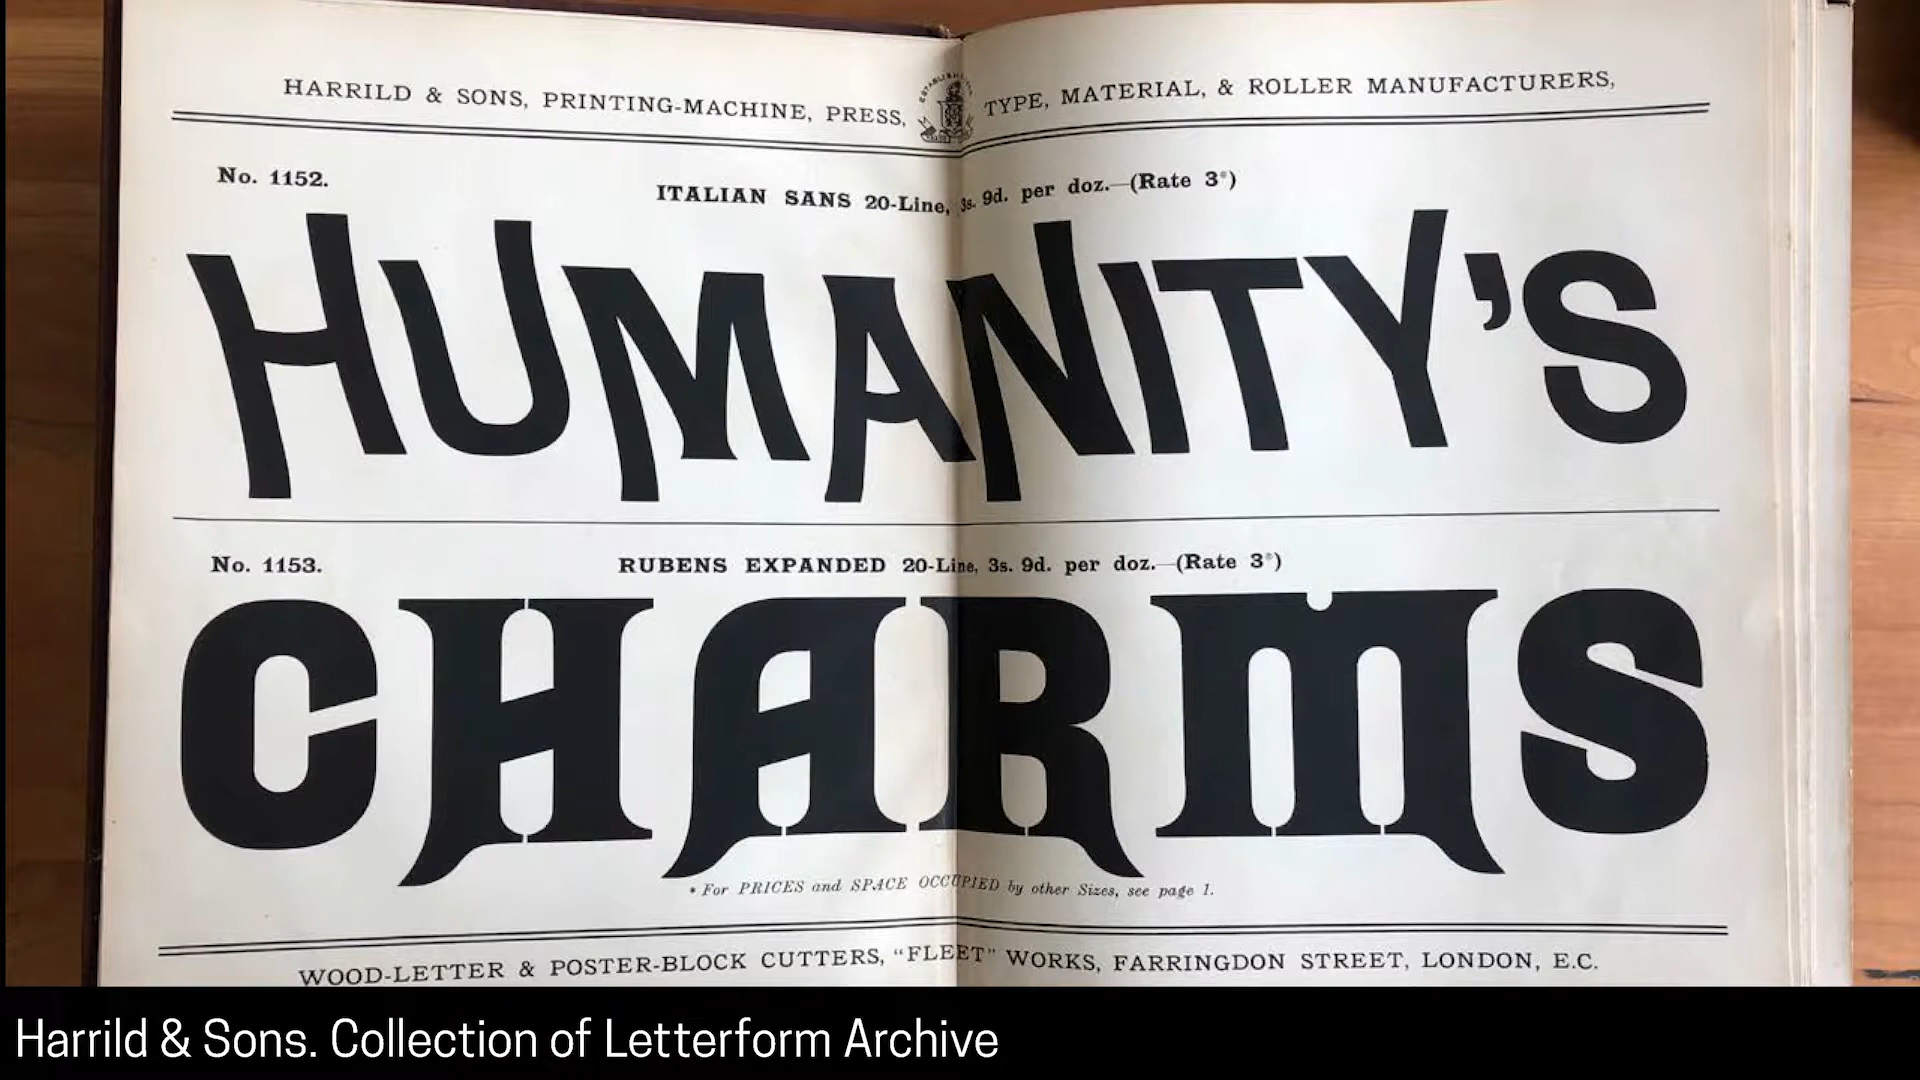 HARRILD & SONS, PRINTING-MACHINE, PRESS, TYPE, MATERIAL, & ROLLER MANUFACTURERS,
No. 1152.
ITALIAN SANS 20-Line, 3s. 9d. per doz.—(Rate 3*)
HUMANITY'S
No. 1153.
RUBENS EXPANDED 20-Line, 3s. 9d. per doz.—(Rate 3*)
CHARMS
* For PRICES and SPACE OCCUPIED by other Sizes, see page 1.
WOOD-LETTER & POSTER-BLOCK CUTTERS, "FLEET" WORKS, FARRINGDON STREET, LONDON, E.C.
Harrild & Sons. Collection of Letterform Archive